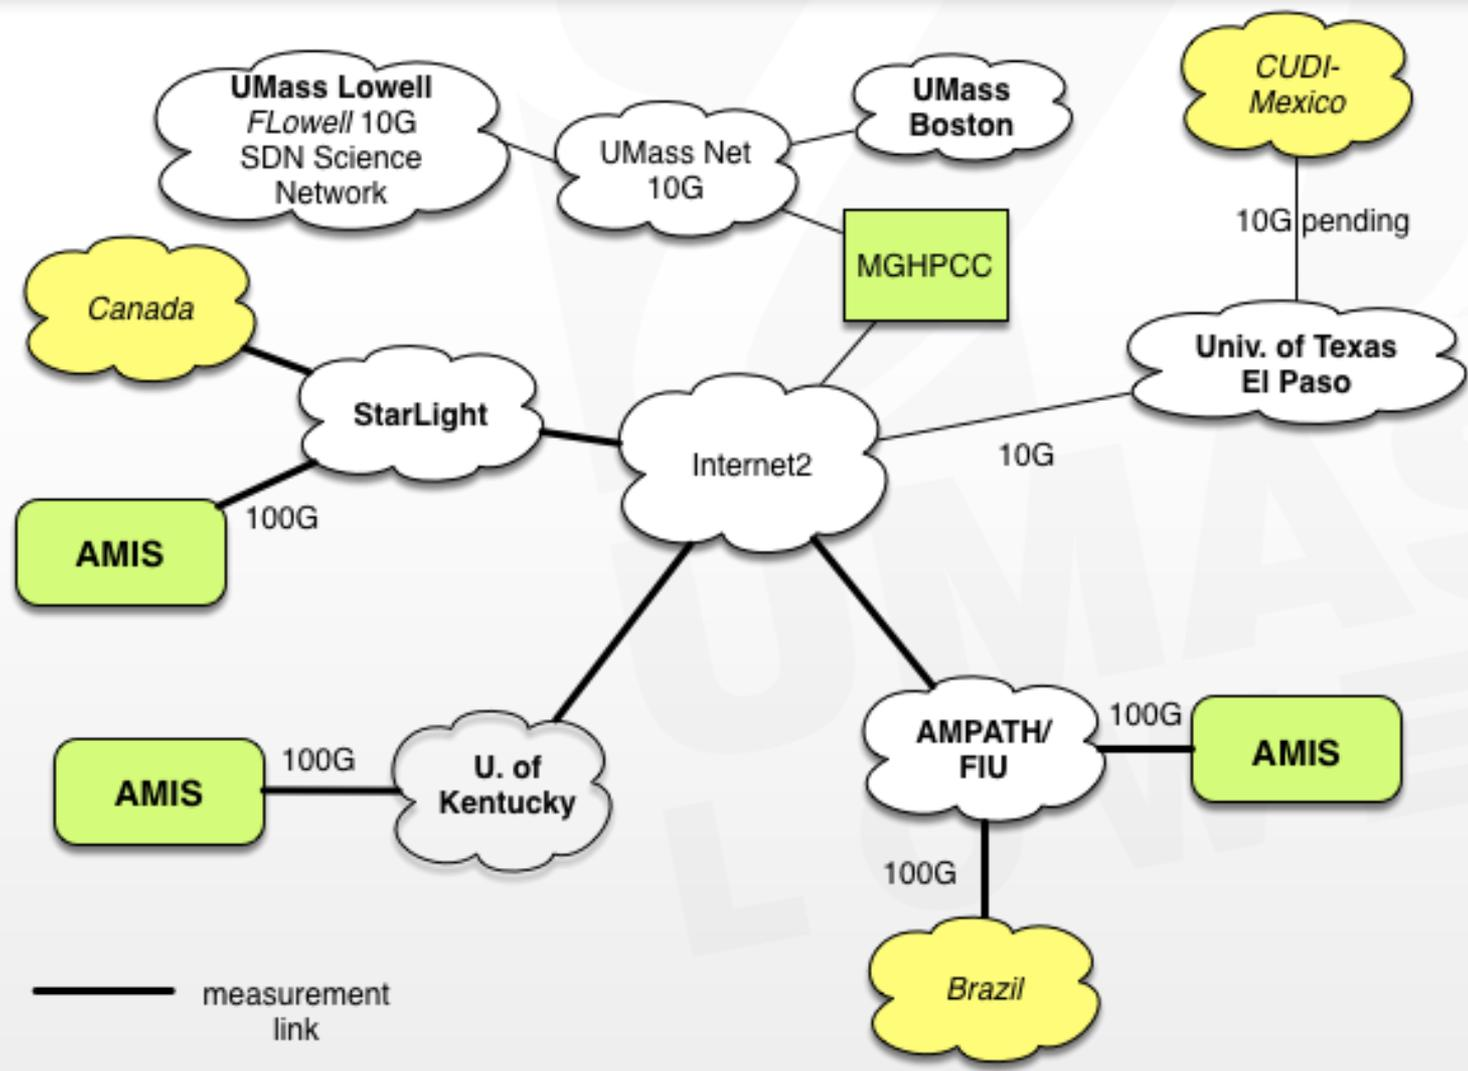 UMass Lowell
FLowell 10G
SDN Science
Network
UMass Net
10G
UMass
Boston
CUDI-
Mexico
MGHPCC
10G pending
Canada
Univ. of Texas
El Paso
StarLight
Internet2
10G
100G
AMIS
AMPATH/
FIU
100G
AMIS
U. of
Kentucky
100G
AMIS
100G
Brazil
measurement
link
UMAS
LOW